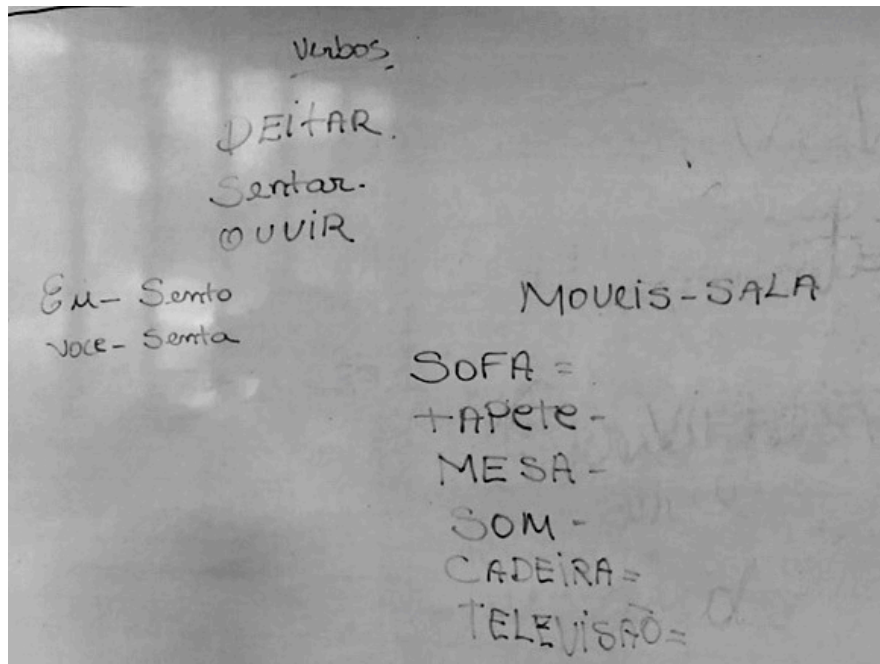 Verbos
DEitAR.
Sentar.
OUVIR
Eu - Sento
Voce - Senta
MOVEIS - SALA
SOFA =
tAPete -
MESA -
SOM -
CADEIRA =
TELEVISÃO =